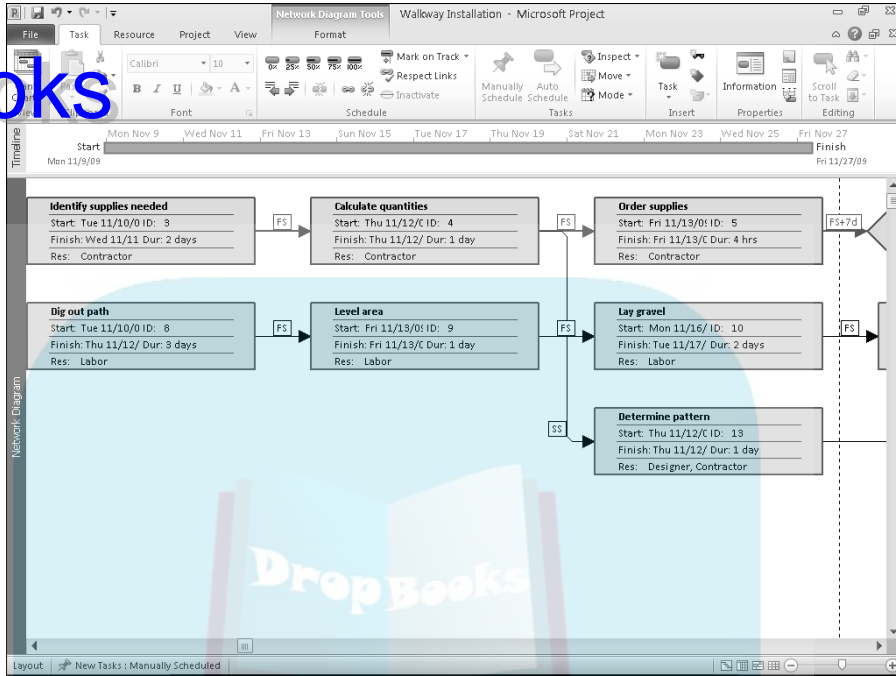 Network Diagram Tools Walkway Installation - Microsoft Project
File Task Resource Project View Format
Calibri 10
B I U A
Font
0% 25% 50% 75% 100%
Mark on Track
Respect Links
Inactivate
Schedule
Manually Schedule
Auto Schedule
Inspect
Move
Mode
Tasks
Task
Insert
Information
Properties
Scroll to Task
Editing
ooks
Timeline
Mon Nov 9 Wed Nov 11 Fri Nov 13 Sun Nov 15 Tue Nov 17 Thu Nov 19 Sat Nov 21 Mon Nov 23 Wed Nov 25 Fri Nov 27
Start
Mon 11/9/09
Finish
Fri 11/27/09
Network Diagram
Identify supplies needed
Start: Tue 11/10/0 ID: 3
Finish: Wed 11/11 Dur: 2 days
Res: Contractor
FS
Calculate quantities
Start: Thu 11/12/0 ID: 4
Finish: Thu 11/12/ Dur: 1 day
Res: Contractor
FS
Order supplies
Start: Fri 11/13/09 ID: 5
Finish: Fri 11/13/0 Dur: 4 hrs
Res: Contractor
FS+7d
Dig out path
Start: Tue 11/10/0 ID: 8
Finish: Thu 11/12/ Dur: 3 days
Res: Labor
FS
Level area
Start: Fri 11/13/09 ID: 9
Finish: Fri 11/13/0 Dur: 1 day
Res: Labor
FS
Lay gravel
Start: Mon 11/16/ ID: 10
Finish: Tue 11/17/ Dur: 2 days
Res: Labor
FS
SS
Determine pattern
Start: Thu 11/12/0 ID: 13
Finish: Thu 11/12/ Dur: 1 day
Res: Designer, Contractor
DropBooks
Layout New Tasks : Manually Scheduled